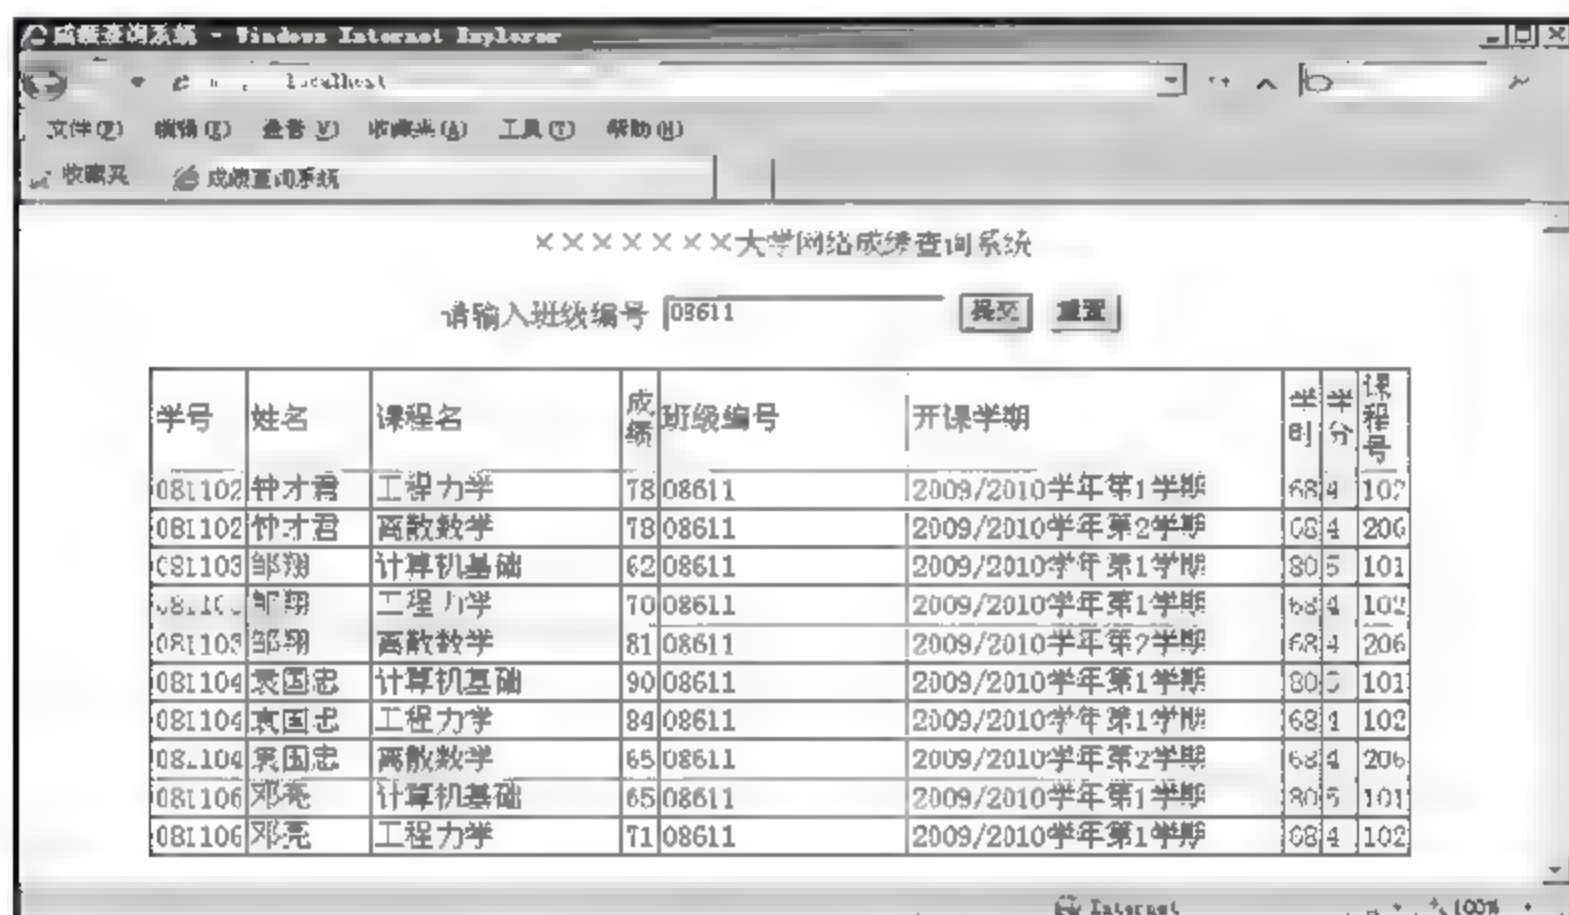 成绩查询系统 - Windows Internet Explorer
localhost
文件(F) 编辑(E) 查看(V) 收藏夹(A) 工具(T) 帮助(H)
收藏夹 成绩查询系统
×××××××大学网络成绩查询系统
请输入班级编号 08611 提交 重置
学号 姓名 课程名 成绩 班级编号 开课学期 学时 学分 课程号
081102 钟才君 工程力学 78 08611 2009/2010学年第1学期 68 4 102
081102 钟才君 离散数学 78 08611 2009/2010学年第2学期 68 4 206
081103 邹翔 计算机基础 62 08611 2009/2010学年第1学期 80 5 101
081103 邹翔 工程力学 70 08611 2009/2010学年第1学期 68 4 102
081103 邹翔 离散数学 81 08611 2009/2010学年第2学期 68 4 206
081104 袁国忠 计算机基础 90 08611 2009/2010学年第1学期 80 5 101
081104 袁国忠 工程力学 84 08611 2009/2010学年第1学期 68 4 102
081104 袁国忠 离散数学 65 08611 2009/2010学年第2学期 68 4 206
081106 邓亮 计算机基础 65 08611 2009/2010学年第1学期 80 5 101
081106 邓亮 工程力学 71 08611 2009/2010学年第1学期 68 4 102
Internet 100%